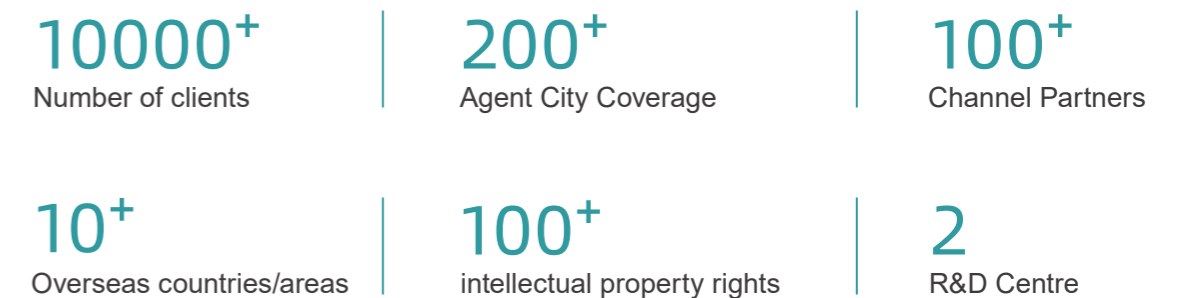 10000+
200+
100+
Number of clients
Agent City Coverage
Channel Partners
10+
100+
2
Overseas countries/areas
intellectual property rights
R&D Centre